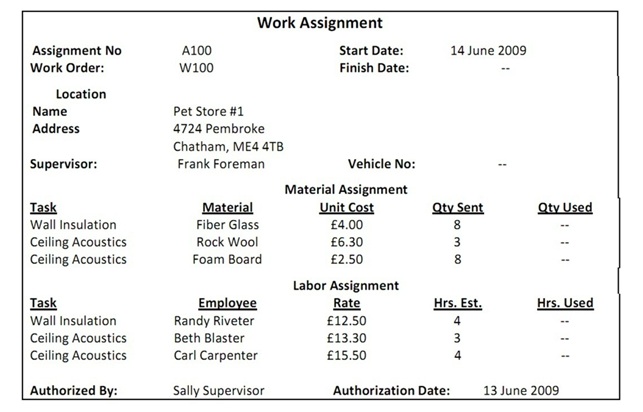 Work Assignment
Assignment No A100 Start Date: 14 June 2009
Work Order: W100 Finish Date: --
Location
Name Pet Store #1
Address 4724 Pembroke
Chatham, ME4 4TB
Supervisor: Frank Foreman Vehicle No: --
Material Assignment
Task Material Unit Cost Qty Sent Qty Used
Wall Insulation Fiber Glass £4.00 8 --
Ceiling Acoustics Rock Wool £6.30 3 --
Ceiling Acoustics Foam Board £2.50 8 --
Labor Assignment
Task Employee Rate Hrs. Est. Hrs. Used
Wall Insulation Randy Riveter £12.50 4 --
Ceiling Acoustics Beth Blaster £13.30 3 --
Ceiling Acoustics Carl Carpenter £15.50 4 --
Authorized By: Sally Supervisor Authorization Date: 13 June 2009